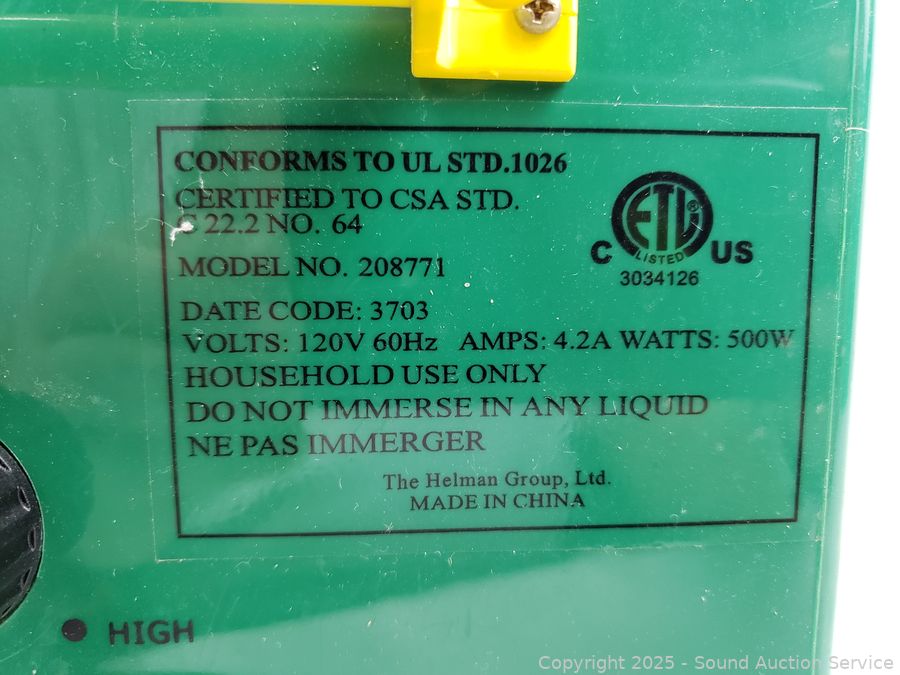 CONFORMS TO UL STD.1026
CERTIFIED TO CSA STD.
C 22.2 NO. 64
ETL ®
LISTED
C US
3034126
MODEL NO. 208771
DATE CODE: 3703
VOLTS: 120V 60Hz AMPS: 4.2A WATTS: 500W
HOUSEHOLD USE ONLY
DO NOT IMMERSE IN ANY LIQUID
NE PAS IMMERGER
The Helman Group, Ltd.
MADE IN CHINA
HIGH
Copyright © 2025 - Sound Auction Service